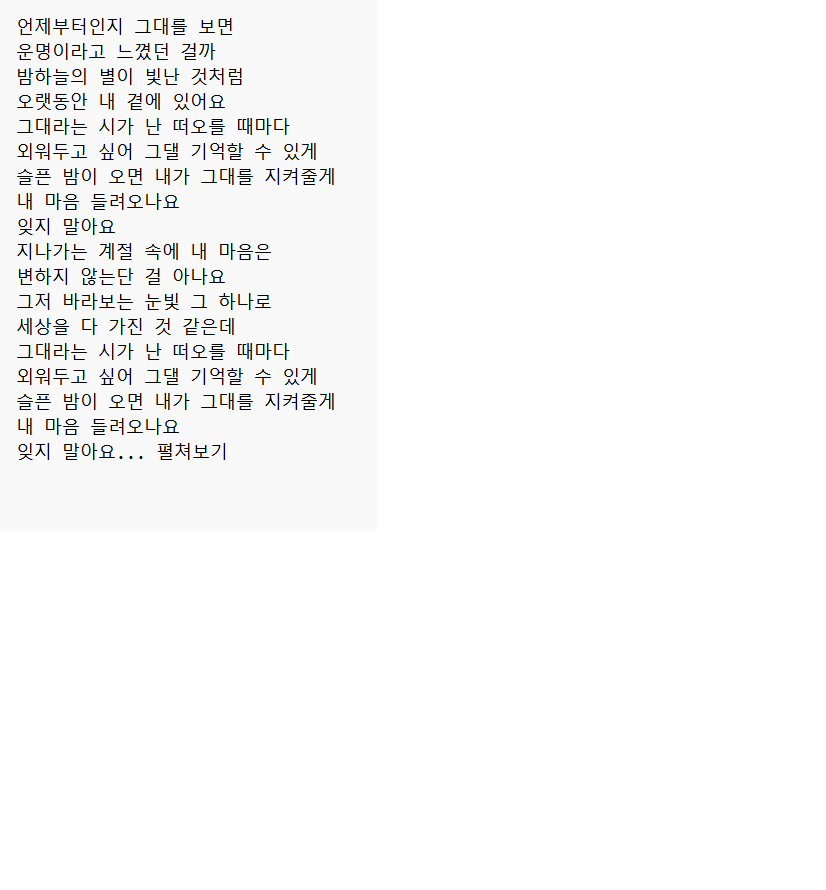 언제부터인지 그대를 보면
운명이라고 느꼈던 걸까
밤하늘의 별이 빛난 것처럼
오랫동안 내 곁에 있어요
그대라는 시가 난 떠오를 때마다
외워두고 싶어 그댈 기억할 수 있게
슬픈 밤이 오면 내가 그대를 지켜줄게
내 마음 들려오나요
잊지 말아요
지나가는 계절 속에 내 마음은
변하지 않는단 걸 아나요
그저 바라보는 눈빛 그 하나로
세상을 다 가진 것 같은데
그대라는 시가 난 떠오를 때마다
외워두고 싶어 그댈 기억할 수 있게
슬픈 밤이 오면 내가 그대를 지켜줄게
내 마음 들려오나요
잊지 말아요... 펼쳐보기